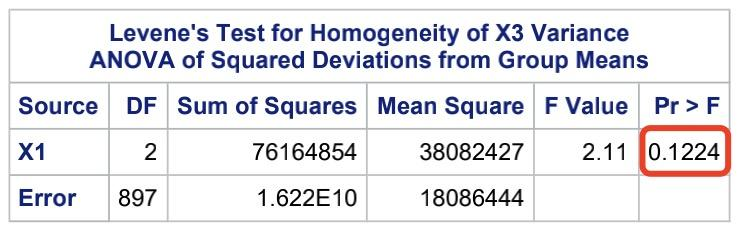 Levene's Test for Homogeneity of X3 Variance
ANOVA of Squared Deviations from Group Means
Source DF Sum of Squares Mean Square F Value Pr > F
X1 2 76164854 38082427 2.11 0.1224
Error 897 1.622E10 18086444